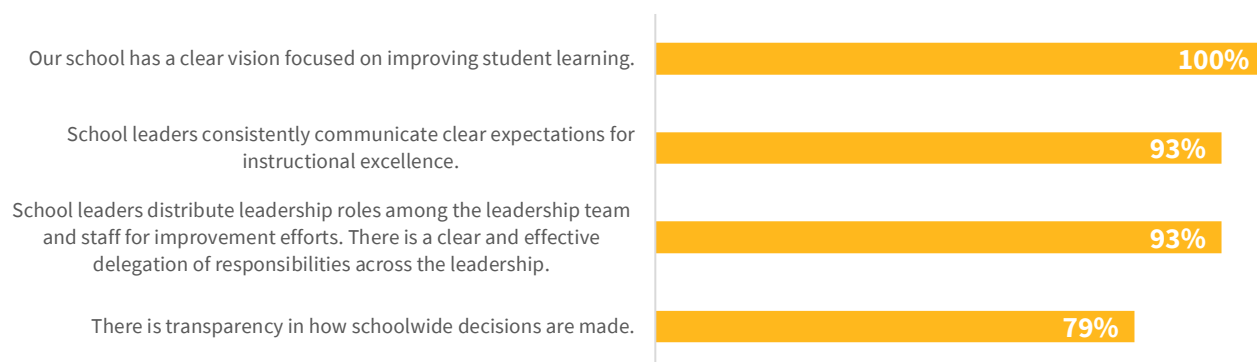 Our school has a clear vision focused on improving student learning.
100%
School leaders consistently communicate clear expectations for
instructional excellence.
93%
School leaders distribute leadership roles among the leadership team
and staff for improvement efforts. There is a clear and effective
delegation of responsibilities across the leadership.
93%
There is transparency in how schoolwide decisions are made.
79%